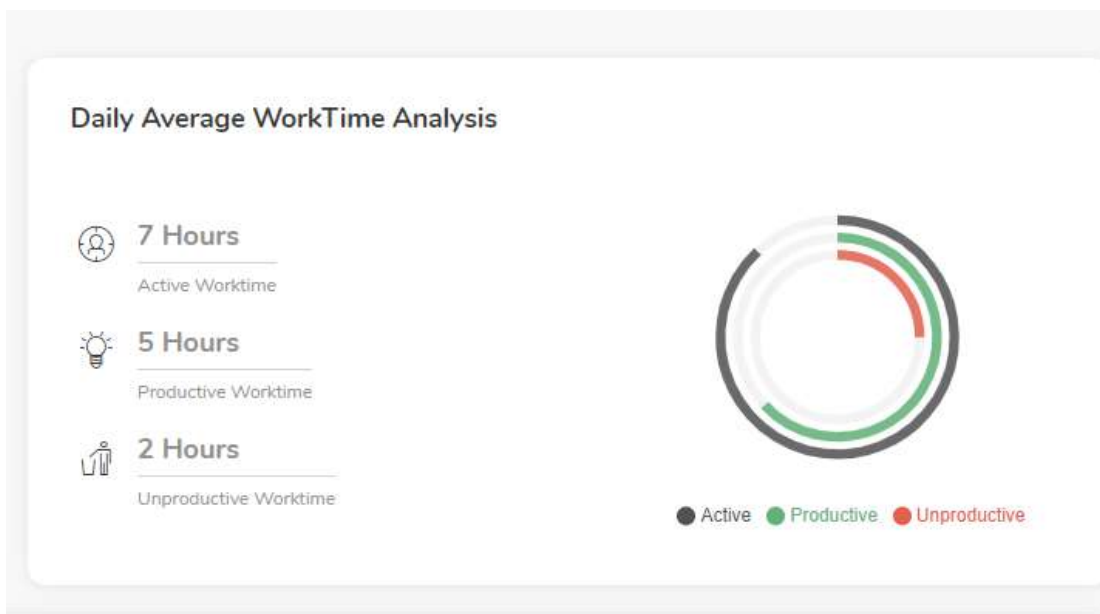 Daily Average WorkTime Analysis
7 Hours
Active Worktime
5 Hours
Productive Worktime
2 Hours
Unproductive Worktime
Active Productive Unproductive